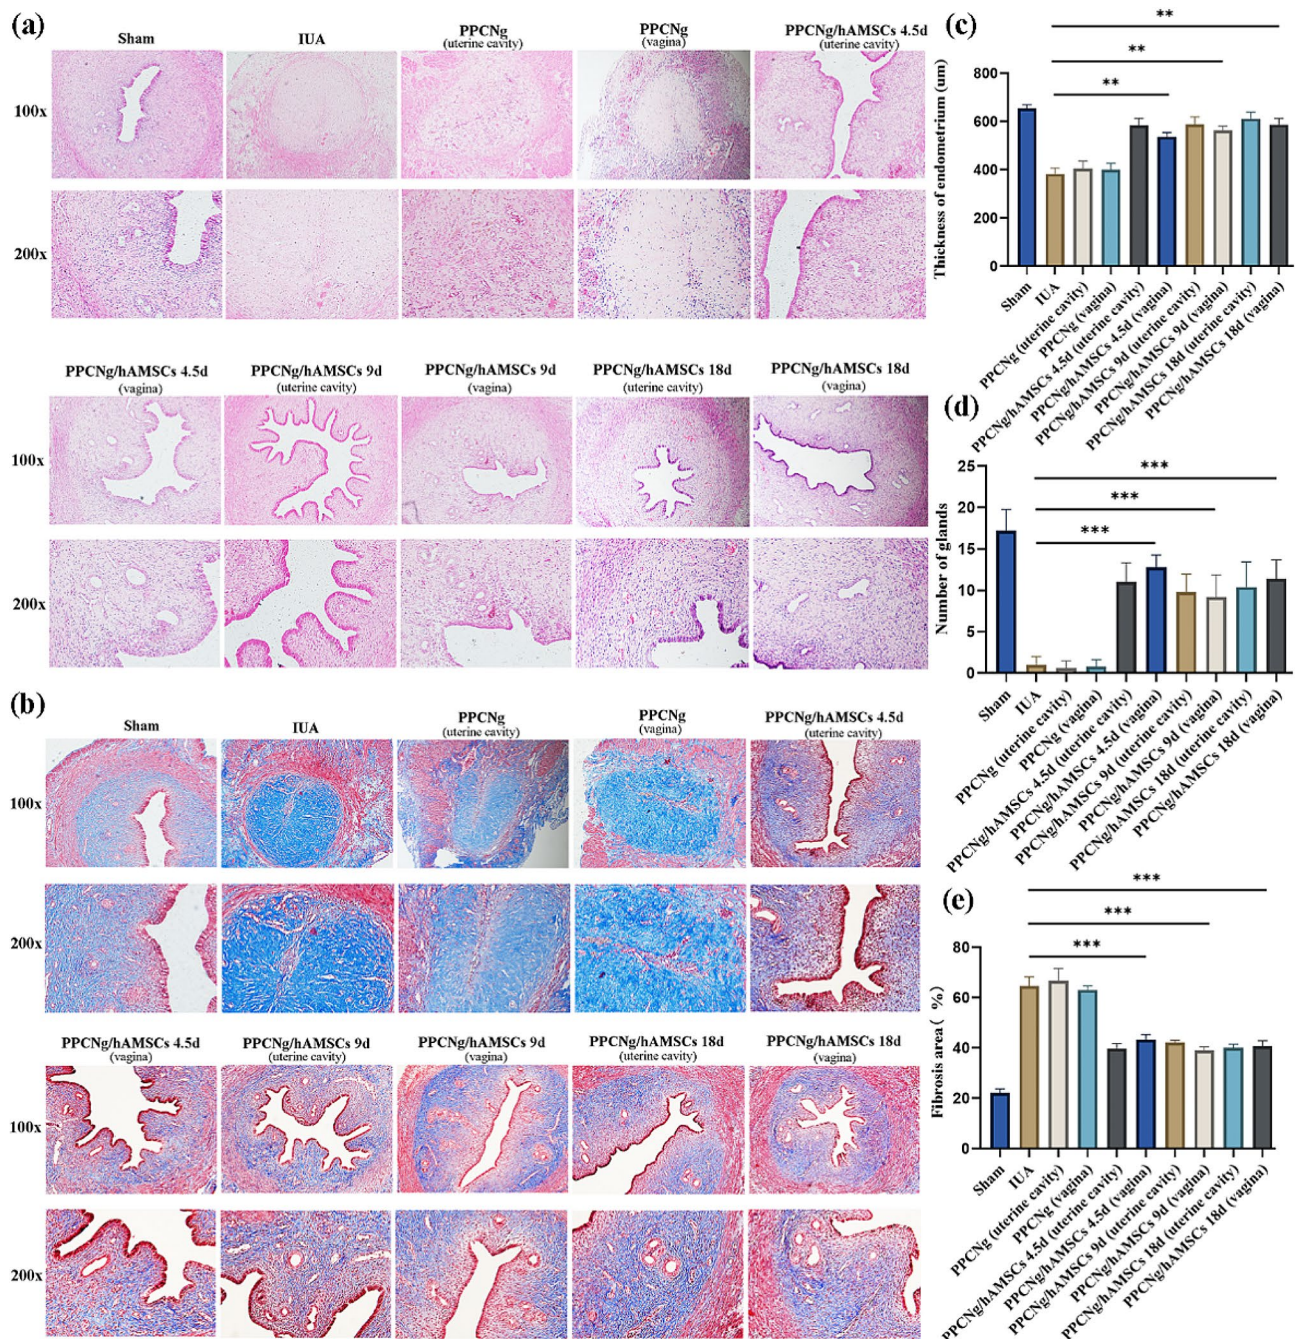 (a)
Sham
IUA
PPCNg
(uterine cavity)
PPCNg
(vagina)
PPCNg/hAMSCs 4.5d
(uterine cavity)
100x
200x
PPCNg/hAMSCs 4.5d
(vagina)
PPCNg/hAMSCs 9d
(uterine cavity)
PPCNg/hAMSCs 9d
(vagina)
PPCNg/hAMSCs 18d
(uterine cavity)
PPCNg/hAMSCs 18d
(vagina)
100x
200x
(b)
Sham
IUA
PPCNg
(uterine cavity)
PPCNg
(vagina)
PPCNg/hAMSCs 4.5d
(uterine cavity)
100x
200x
PPCNg/hAMSCs 4.5d
(vagina)
PPCNg/hAMSCs 9d
(uterine cavity)
PPCNg/hAMSCs 9d
(vagina)
PPCNg/hAMSCs 18d
(uterine cavity)
PPCNg/hAMSCs 18d
(vagina)
100x
200x
(c)
**
**
**
Thickness of endometrium (um)
800
600
400
200
0
Sham
IUA
PPCNg (uterine cavity)
PPCNg (vagina)
PPCNg/hAMSCs 4.5d (uterine cavity)
PPCNg/hAMSCs 4.5d (vagina)
PPCNg/hAMSCs 9d (uterine cavity)
PPCNg/hAMSCs 9d (vagina)
PPCNg/hAMSCs 18d (uterine cavity)
PPCNg/hAMSCs 18d (vagina)
(d)
***
***
***
Number of glands
25
20
15
10
5
0
Sham
IUA
PPCNg (uterine cavity)
PPCNg (vagina)
PPCNg/hAMSCs 4.5d (uterine cavity)
PPCNg/hAMSCs 4.5d (vagina)
PPCNg/hAMSCs 9d (uterine cavity)
PPCNg/hAMSCs 9d (vagina)
PPCNg/hAMSCs 18d (uterine cavity)
PPCNg/hAMSCs 18d (vagina)
(e)
***
***
***
Fibrosis area( %)
80
60
40
20
0
Sham
IUA
PPCNg (uterine cavity)
PPCNg (vagina)
PPCNg/hAMSCs 4.5d (uterine cavity)
PPCNg/hAMSCs 4.5d (vagina)
PPCNg/hAMSCs 9d (uterine cavity)
PPCNg/hAMSCs 9d (vagina)
PPCNg/hAMSCs 18d (uterine cavity)
PPCNg/hAMSCs 18d (vagina)